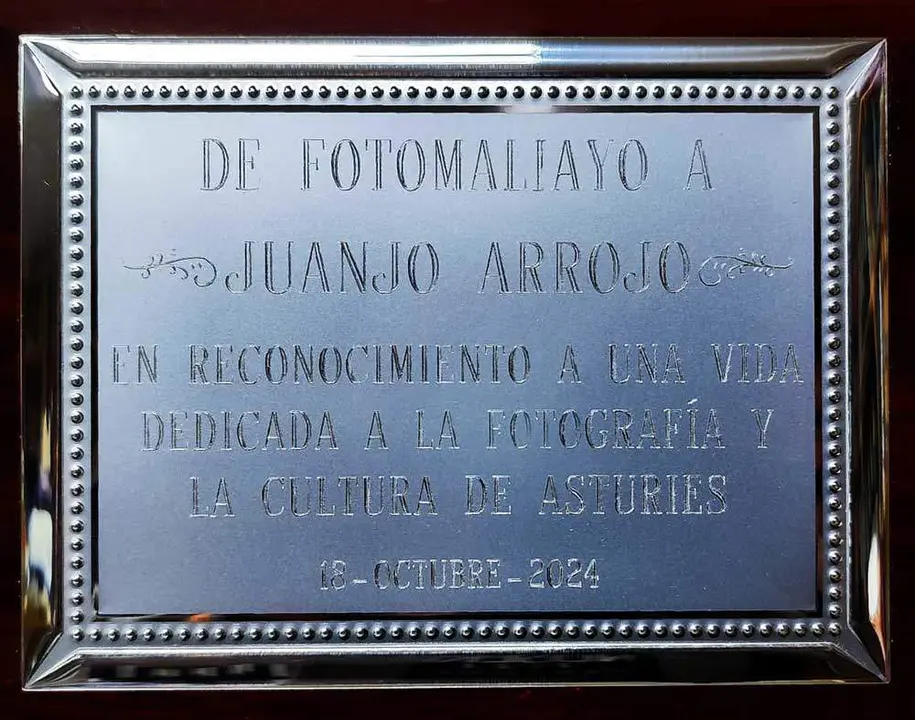 DE FOTOMALIAYO A
JUANJO ARROJO
EN RECONOCIMIENTO A UNA VIDA
DEDICADA A LA FOTOGRAFÍA Y
LA CULTURA DE ASTURIES
18-OCTUBRE-2024